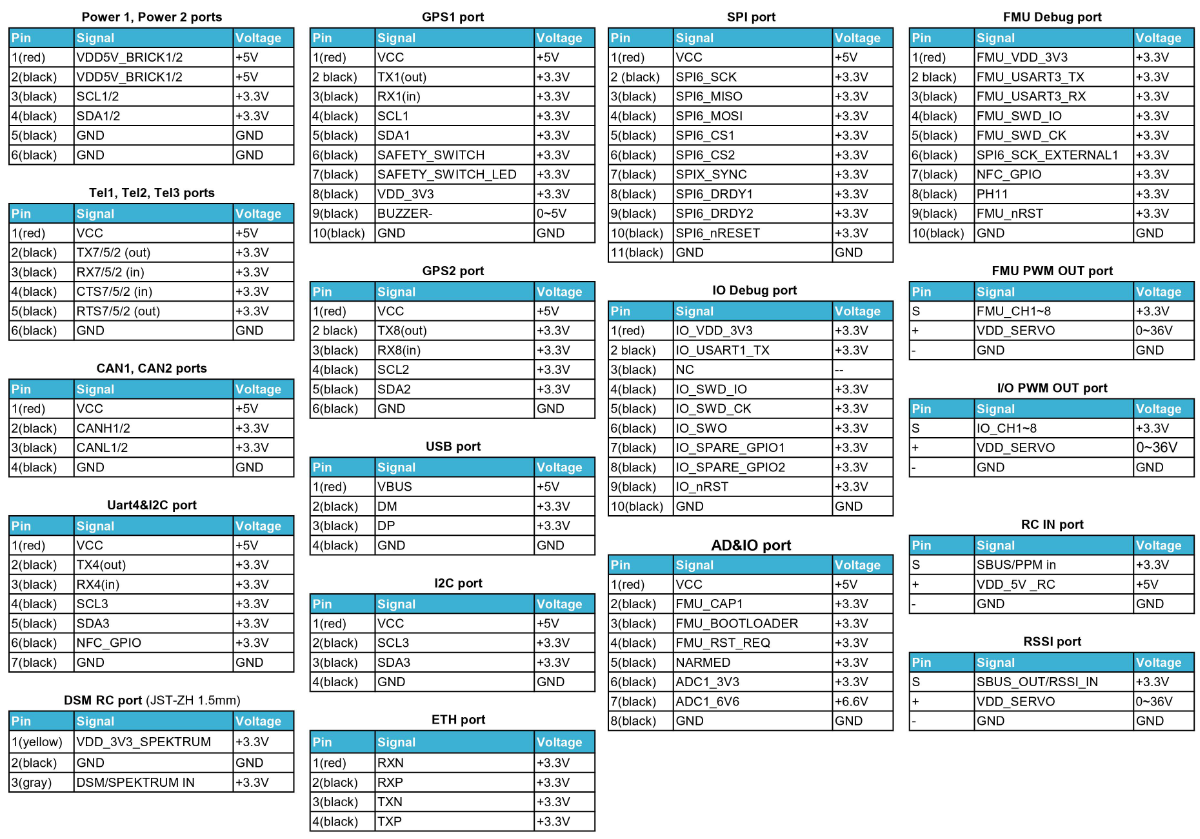 Power 1, Power 2 ports
Pin Signal Voltage
1(red) VDD5V_BRICK1/2 +5V
2(black) VDD5V_BRICK1/2 +5V
3(black) SCL1/2 +3.3V
4(black) SDA1/2 +3.3V
5(black) GND GND
6(black) GND GND
Tel1, Tel2, Tel3 ports
Pin Signal Voltage
1(red) VCC +5V
2(black) TX7/5/2 (out) +3.3V
3(black) RX7/5/2 (in) +3.3V
4(black) CTS7/5/2 (in) +3.3V
5(black) RTS7/5/2 (out) +3.3V
6(black) GND GND
CAN1, CAN2 ports
Pin Signal Voltage
1(red) VCC +5V
2(black) CANH1/2 +3.3V
3(black) CANL1/2 +3.3V
4(black) GND GND
Uart4&I2C port
Pin Signal Voltage
1(red) VCC +5V
2(black) TX4(out) +3.3V
3(black) RX4(in) +3.3V
4(black) SCL3 +3.3V
5(black) SDA3 +3.3V
6(black) NFC_GPIO +3.3V
7(black) GND GND
DSM RC port (JST-ZH 1.5mm)
Pin Signal Voltage
1(yellow) VDD_3V3_SPEKTRUM +3.3V
2(black) GND GND
3(gray) DSM/SPEKTRUM IN +3.3V
GPS1 port
Pin Signal Voltage
1(red) VCC +5V
2 black) TX1(out) +3.3V
3(black) RX1(in) +3.3V
4(black) SCL1 +3.3V
5(black) SDA1 +3.3V
6(black) SAFETY_SWITCH +3.3V
7(black) SAFETY_SWITCH_LED +3.3V
8(black) VDD_3V3 +3.3V
9(black) BUZZER- 0~5V
10(black) GND GND
GPS2 port
Pin Signal Voltage
1(red) VCC +5V
2 black) TX8(out) +3.3V
3(black) RX8(in) +3.3V
4(black) SCL2 +3.3V
5(black) SDA2 +3.3V
6(black) GND GND
USB port
Pin Signal Voltage
1(red) VBUS +5V
2(black) DM +3.3V
3(black) DP +3.3V
4(black) GND GND
I2C port
Pin Signal Voltage
1(red) VCC +5V
2(black) SCL3 +3.3V
3(black) SDA3 +3.3V
4(black) GND GND
ETH port
Pin Signal Voltage
1(red) RXN +3.3V
2(black) RXP +3.3V
3(black) TXN +3.3V
4(black) TXP +3.3V
SPI port
Pin Signal Voltage
1(red) VCC +5V
2 (black) SPI6_SCK +3.3V
3(black) SPI6_MISO +3.3V
4(black) SPI6_MOSI +3.3V
5(black) SPI6_CS1 +3.3V
6(black) SPI6_CS2 +3.3V
7(black) SPIX_SYNC +3.3V
8(black) SPI6_DRDY1 +3.3V
9(black) SPI6_DRDY2 +3.3V
10(black) SPI6_nRESET +3.3V
11(black) GND GND
IO Debug port
Pin Signal Voltage
1(red) IO_VDD_3V3 +3.3V
2 black) IO_USART1_TX +3.3V
3(black) NC --
4(black) IO_SWD_IO +3.3V
5(black) IO_SWD_CK +3.3V
6(black) IO_SWO +3.3V
7(black) IO_SPARE_GPIO1 +3.3V
8(black) IO_SPARE_GPIO2 +3.3V
9(black) IO_nRST +3.3V
10(black) GND GND
AD&IO port
Pin Signal Voltage
1(red) VCC +5V
2(black) FMU_CAP1 +3.3V
3(black) FMU_BOOTLOADER +3.3V
4(black) FMU_RST_REQ +3.3V
5(black) NARMED +3.3V
6(black) ADC1_3V3 +3.3V
7(black) ADC1_6V6 +6.6V
8(black) GND GND
FMU Debug port
Pin Signal Voltage
1(red) FMU_VDD_3V3 +3.3V
2 black) FMU_USART3_TX +3.3V
3(black) FMU_USART3_RX +3.3V
4(black) FMU_SWD_IO +3.3V
5(black) FMU_SWD_CK +3.3V
6(black) SPI6_SCK_EXTERNAL1 +3.3V
7(black) NFC_GPIO +3.3V
8(black) PH11 +3.3V
9(black) FMU_nRST +3.3V
10(black) GND GND
FMU PWM OUT port
Pin Signal Voltage
S FMU_CH1~8 +3.3V
+ VDD_SERVO 0~36V
- GND GND
I/O PWM OUT port
Pin Signal Voltage
S IO_CH1~8 +3.3V
+ VDD_SERVO 0~36V
- GND GND
RC IN port
Pin Signal Voltage
S SBUS/PPM in +3.3V
+ VDD_5V _RC +5V
- GND GND
RSSI port
Pin Signal Voltage
S SBUS_OUT/RSSI_IN +3.3V
+ VDD_SERVO 0~36V
- GND GND